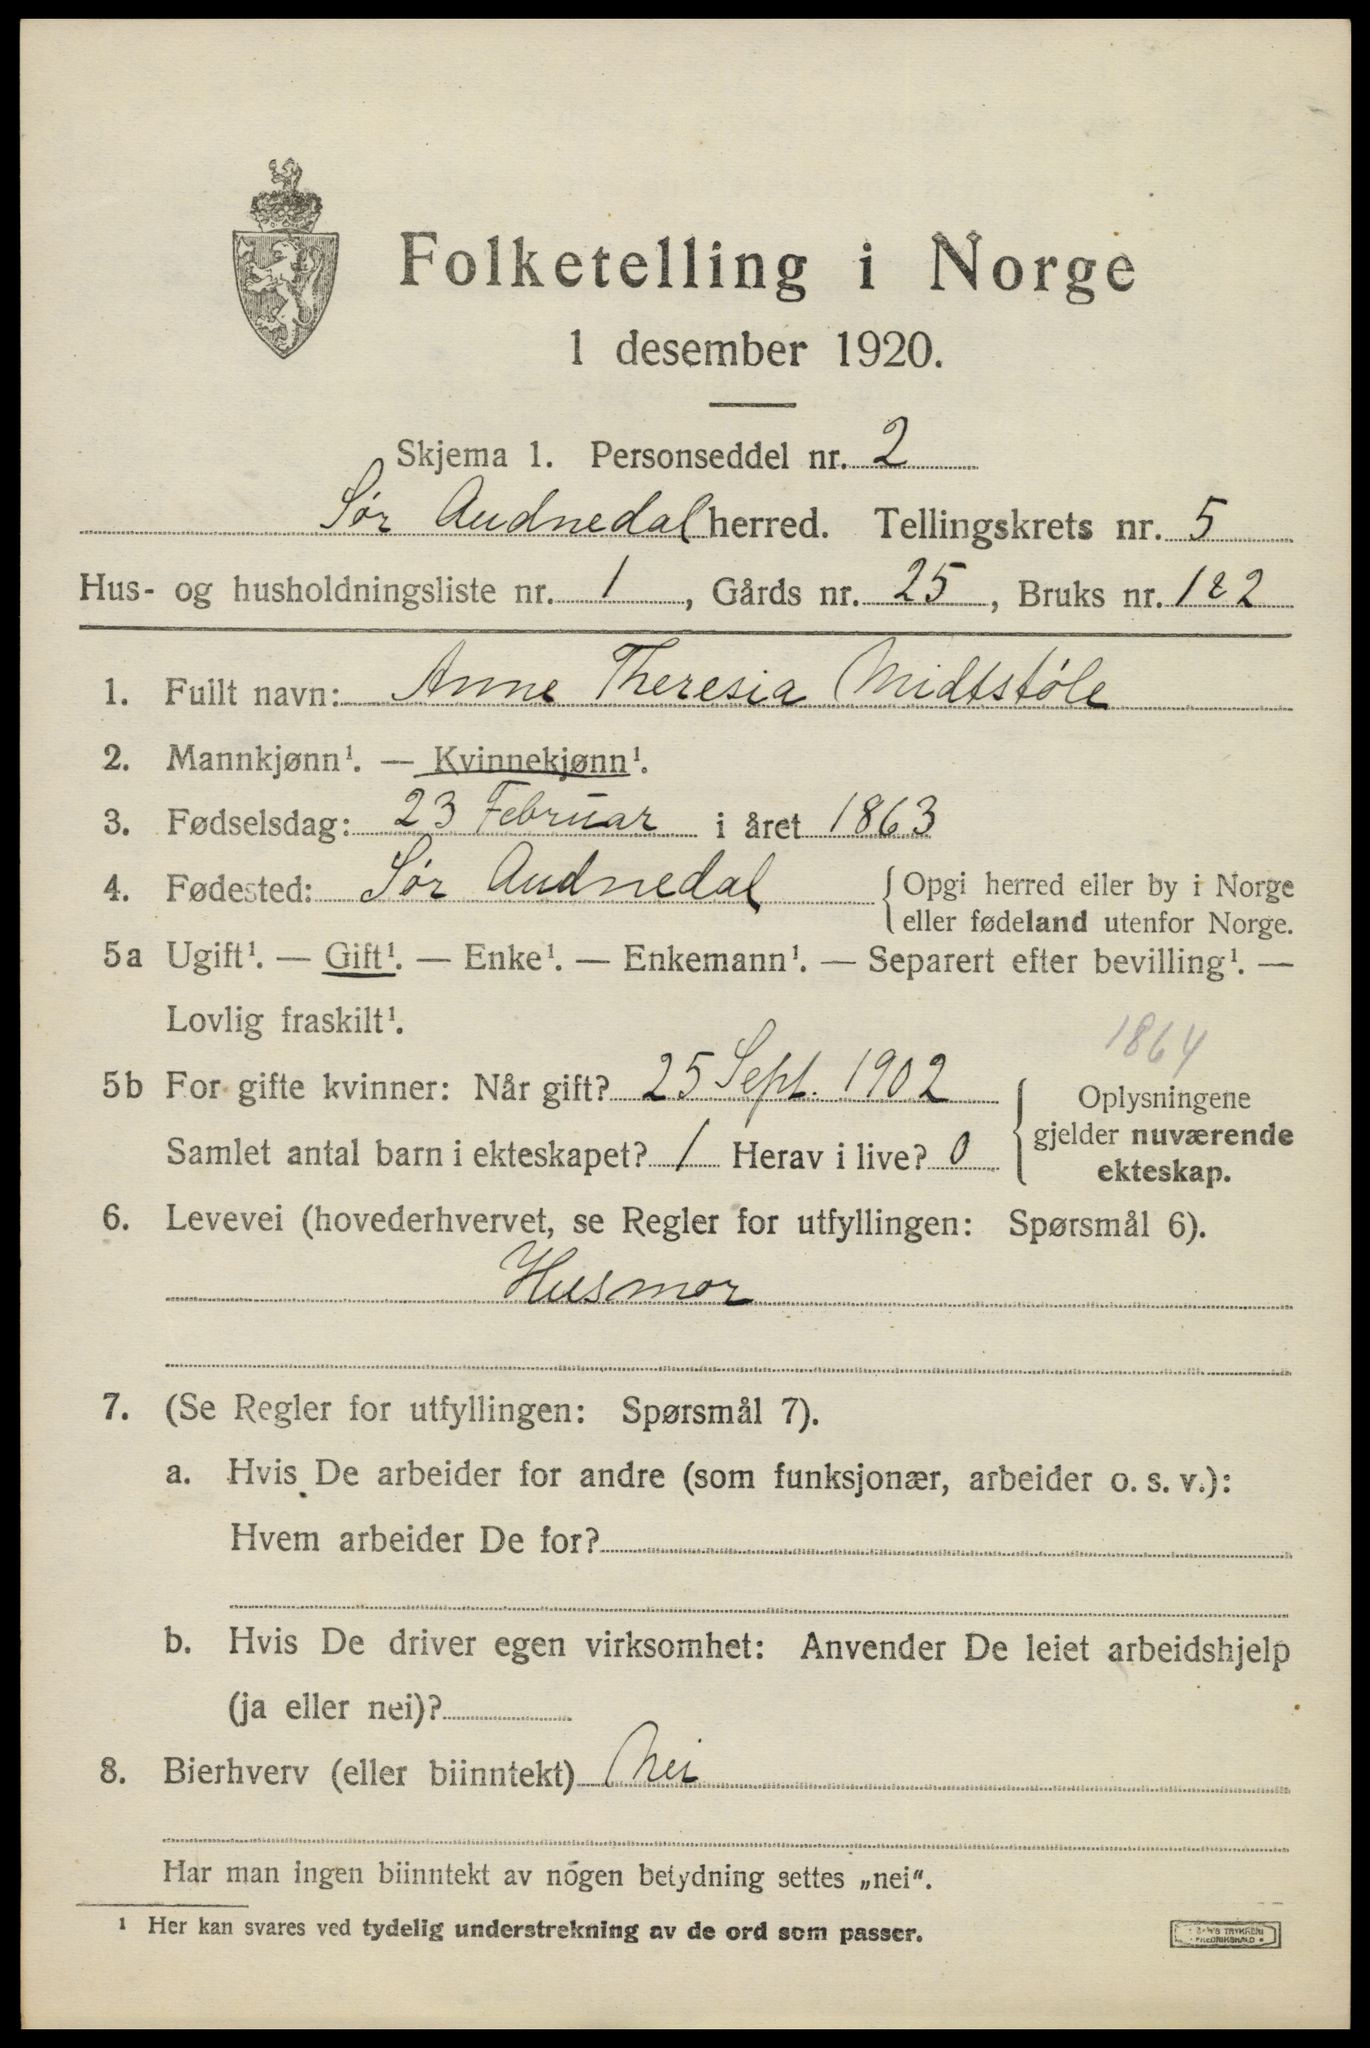 Folketelling i Norge
1 desember 1920.
Skjema 1. Personseddel nr. 2
Sør Audnedal herred. Tellingskrets nr. 5
Hus- og husholdningsliste nr. 1, Gårds nr. 25, Bruks nr. 1&2
1. Fullt navn: Anne Theresia Midtstøle
2. Mannkjønn¹. — Kvinnekjønn¹.
3. Fødselsdag: 23 Februar i året 1863
4. Fødested: Sør Audnedal { Opgi herred eller by i Norge
eller fødeland utenfor Norge.
5a Ugift¹. — Gift¹. — Enke¹. — Enkemann¹. — Separert efter bevilling¹. —
Lovlig fraskilt¹.
1864
5b For gifte kvinner: Når gift? 25 Sept. 1902
Samlet antal barn i ekteskapet? 1 Herav i live? 0
{ Oplysningene
gjelder nuværende
ekteskap.
6. Levevei (hovederhvervet, se Regler for utfyllingen: Spørsmål 6).
Husmor
7. (Se Regler for utfyllingen: Spørsmål 7).
a. Hvis De arbeider for andre (som funksjonær, arbeider o. s. v.):
Hvem arbeider De for?
b. Hvis De driver egen virksomhet: Anvender De leiet arbeidshjelp
(ja eller nei)?
8. Bierhverv (eller biinntekt) Nei
Har man ingen biinntekt av nogen betydning settes „nei".
¹ Her kan svares ved tydelig understrekning av de ord som passer.
TRYKKERI
FREDRIKSHALD